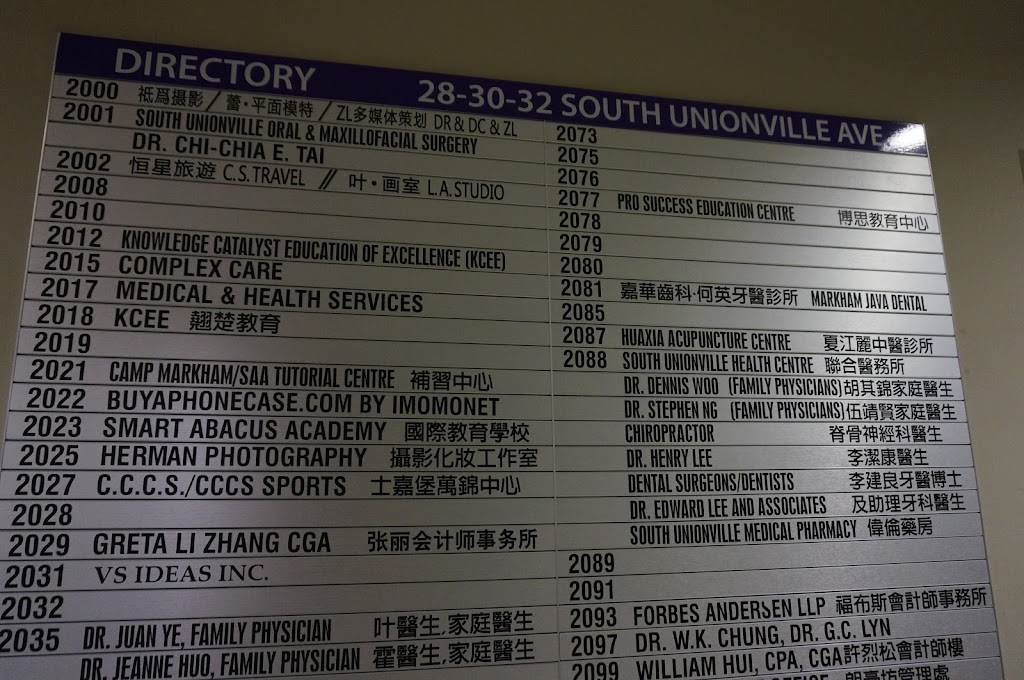 DIRECTORY 28-30-32 SOUTH UNIONVILLE AVE.
2000 祇爲摄影 / 蕾·平面模特 / ZL多媒体策划 DR & DC & ZL
2001 SOUTH UNIONVILLE ORAL & MAXILLOFACIAL SURGERY
DR. CHI-CHIA E. TAI
2002 恒星旅遊 C.S. TRAVEL // 叶·画室 L.A. STUDIO
2008
2010
2012 KNOWLEDGE CATALYST EDUCATION OF EXCELLENCE (KCEE)
2015 COMPLEX CARE
2017 MEDICAL & HEALTH SERVICES
2018 KCEE 翹楚教育
2019
2021 CAMP MARKHAM/SAA TUTORIAL CENTRE 補習中心
2022 BUYAPHONECASE.COM BY IMOMONET
2023 SMART ABACUS ACADEMY 國際教育學校
2025 HERMAN PHOTOGRAPHY 攝影化妝工作室
2027 C.C.C.S./CCCS SPORTS 士嘉堡萬錦中心
2028
2029 GRETA LI ZHANG CGA 张丽会计师事务所
2031 VS IDEAS INC.
2032
2035 DR. JUAN YE, FAMILY PHYSICIAN 叶醫生,家庭醫生
DR. JEANNE HUO, FAMILY PHYSICIAN 霍醫生,家庭醫生
2073
2075
2076
2077 PRO SUCCESS EDUCATION CENTRE 博思教育中心
2078
2079
2080
2081 嘉華齒科·何英牙醫診所 MARKHAM JAVA DENTAL
2085
2087 HUAXIA ACUPUNCTURE CENTRE 夏江麗中醫診所
2088 SOUTH UNIONVILLE HEALTH CENTRE 聯合醫務所
DR. DENNIS WOO (FAMILY PHYSICIANS) 胡其錦家庭醫生
DR. STEPHEN NG (FAMILY PHYSICIANS) 伍靖賢家庭醫生
CHIROPRACTOR 脊骨神經科醫生
DR. HENRY LEE 李潔康醫生
DENTAL SURGEONS/DENTISTS 李建良牙醫博士
DR. EDWARD LEE AND ASSOCIATES 及助理牙科醫生
SOUTH UNIONVILLE MEDICAL PHARMACY 偉倫藥房
2089
2091
2093 FORBES ANDERSEN LLP 福布斯會計師事務所
2097 DR. W.K. CHUNG, DR. G.C. LYN
2099 WILLIAM HUI, CPA, CGA 許烈松會計師樓